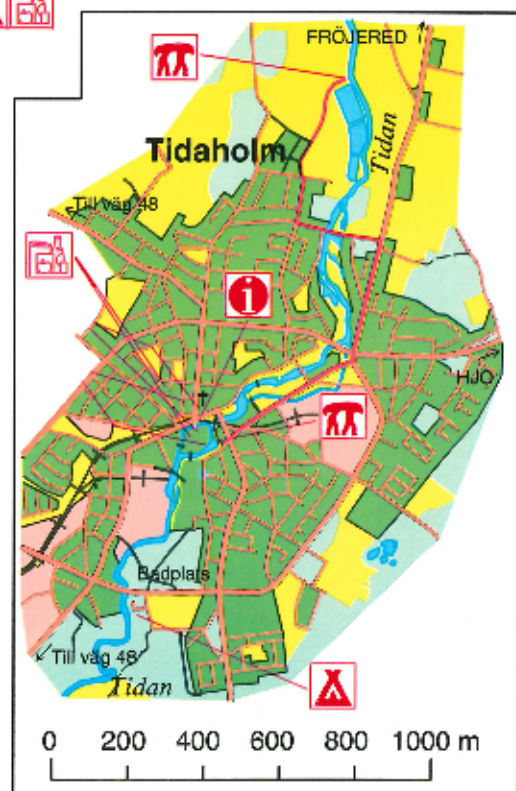 FRÖJERED
Tidan
Tidaholm
Till väg 48
i
HJO
Badplats
Till väg 48
Tidan
0 200 400 600 800 1000 m